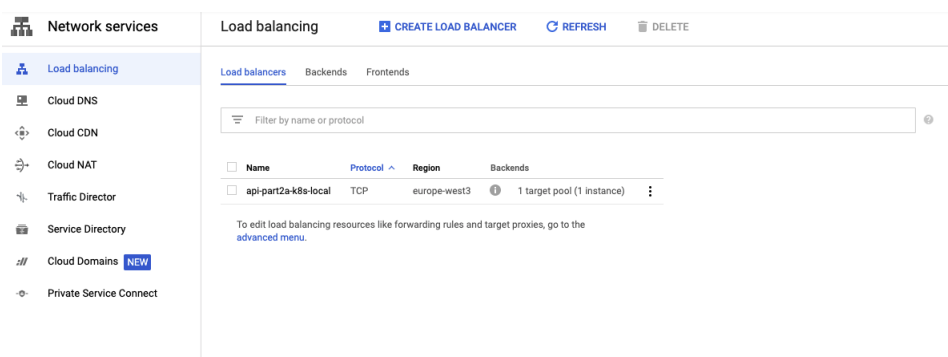 Network services
Load balancing
CREATE LOAD BALANCER
REFRESH
DELETE
Load balancing
Cloud DNS
Cloud CDN
Cloud NAT
Traffic Director
Service Directory
Cloud Domains NEW
Private Service Connect
Load balancers Backends Frontends
Filter by name or protocol
Name Protocol Region Backends
api-part2a-k8s-local TCP europe-west3 1 target pool (1 instance)
To edit load balancing resources like forwarding rules and target proxies, go to the
advanced menu.